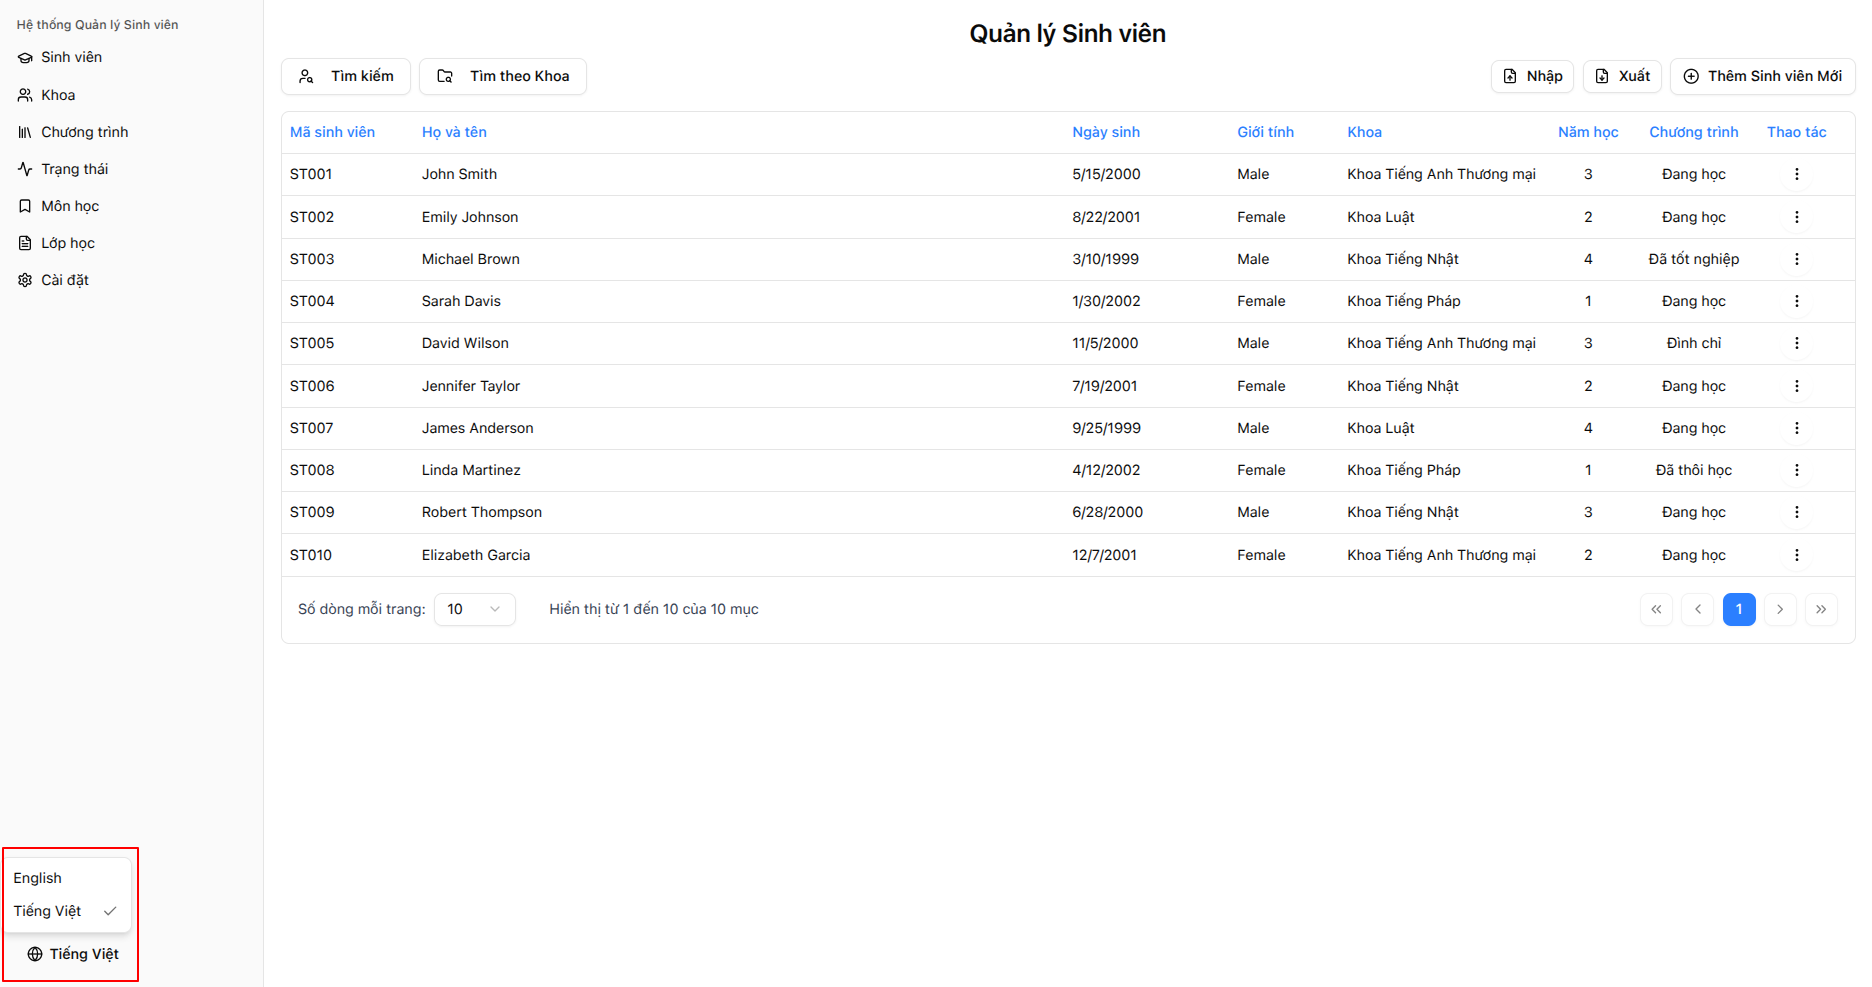 Hệ thống Quản lý Sinh viên
Sinh viên
Khoa
Chương trình
Trạng thái
Môn học
Lớp học
Cài đặt
English
Tiếng Việt
Tiếng Việt
Quản lý Sinh viên
Tìm kiếm Tìm theo Khoa Nhập Xuất Thêm Sinh viên Mới
Mã sinh viên Họ và tên Ngày sinh Giới tính Khoa Năm học Chương trình Thao tác
ST001 John Smith 5/15/2000 Male Khoa Tiếng Anh Thương mại 3 Đang học
ST002 Emily Johnson 8/22/2001 Female Khoa Luật 2 Đang học
ST003 Michael Brown 3/10/1999 Male Khoa Tiếng Nhật 4 Đã tốt nghiệp
ST004 Sarah Davis 1/30/2002 Female Khoa Tiếng Pháp 1 Đang học
ST005 David Wilson 11/5/2000 Male Khoa Tiếng Anh Thương mại 3 Đình chỉ
ST006 Jennifer Taylor 7/19/2001 Female Khoa Tiếng Nhật 2 Đang học
ST007 James Anderson 9/25/1999 Male Khoa Luật 4 Đang học
ST008 Linda Martinez 4/12/2002 Female Khoa Tiếng Pháp 1 Đã thôi học
ST009 Robert Thompson 6/28/2000 Male Khoa Tiếng Nhật 3 Đang học
ST010 Elizabeth Garcia 12/7/2001 Female Khoa Tiếng Anh Thương mại 2 Đang học
Số dòng mỗi trang: 10 Hiển thị từ 1 đến 10 của 10 mục « ‹ 1 › »